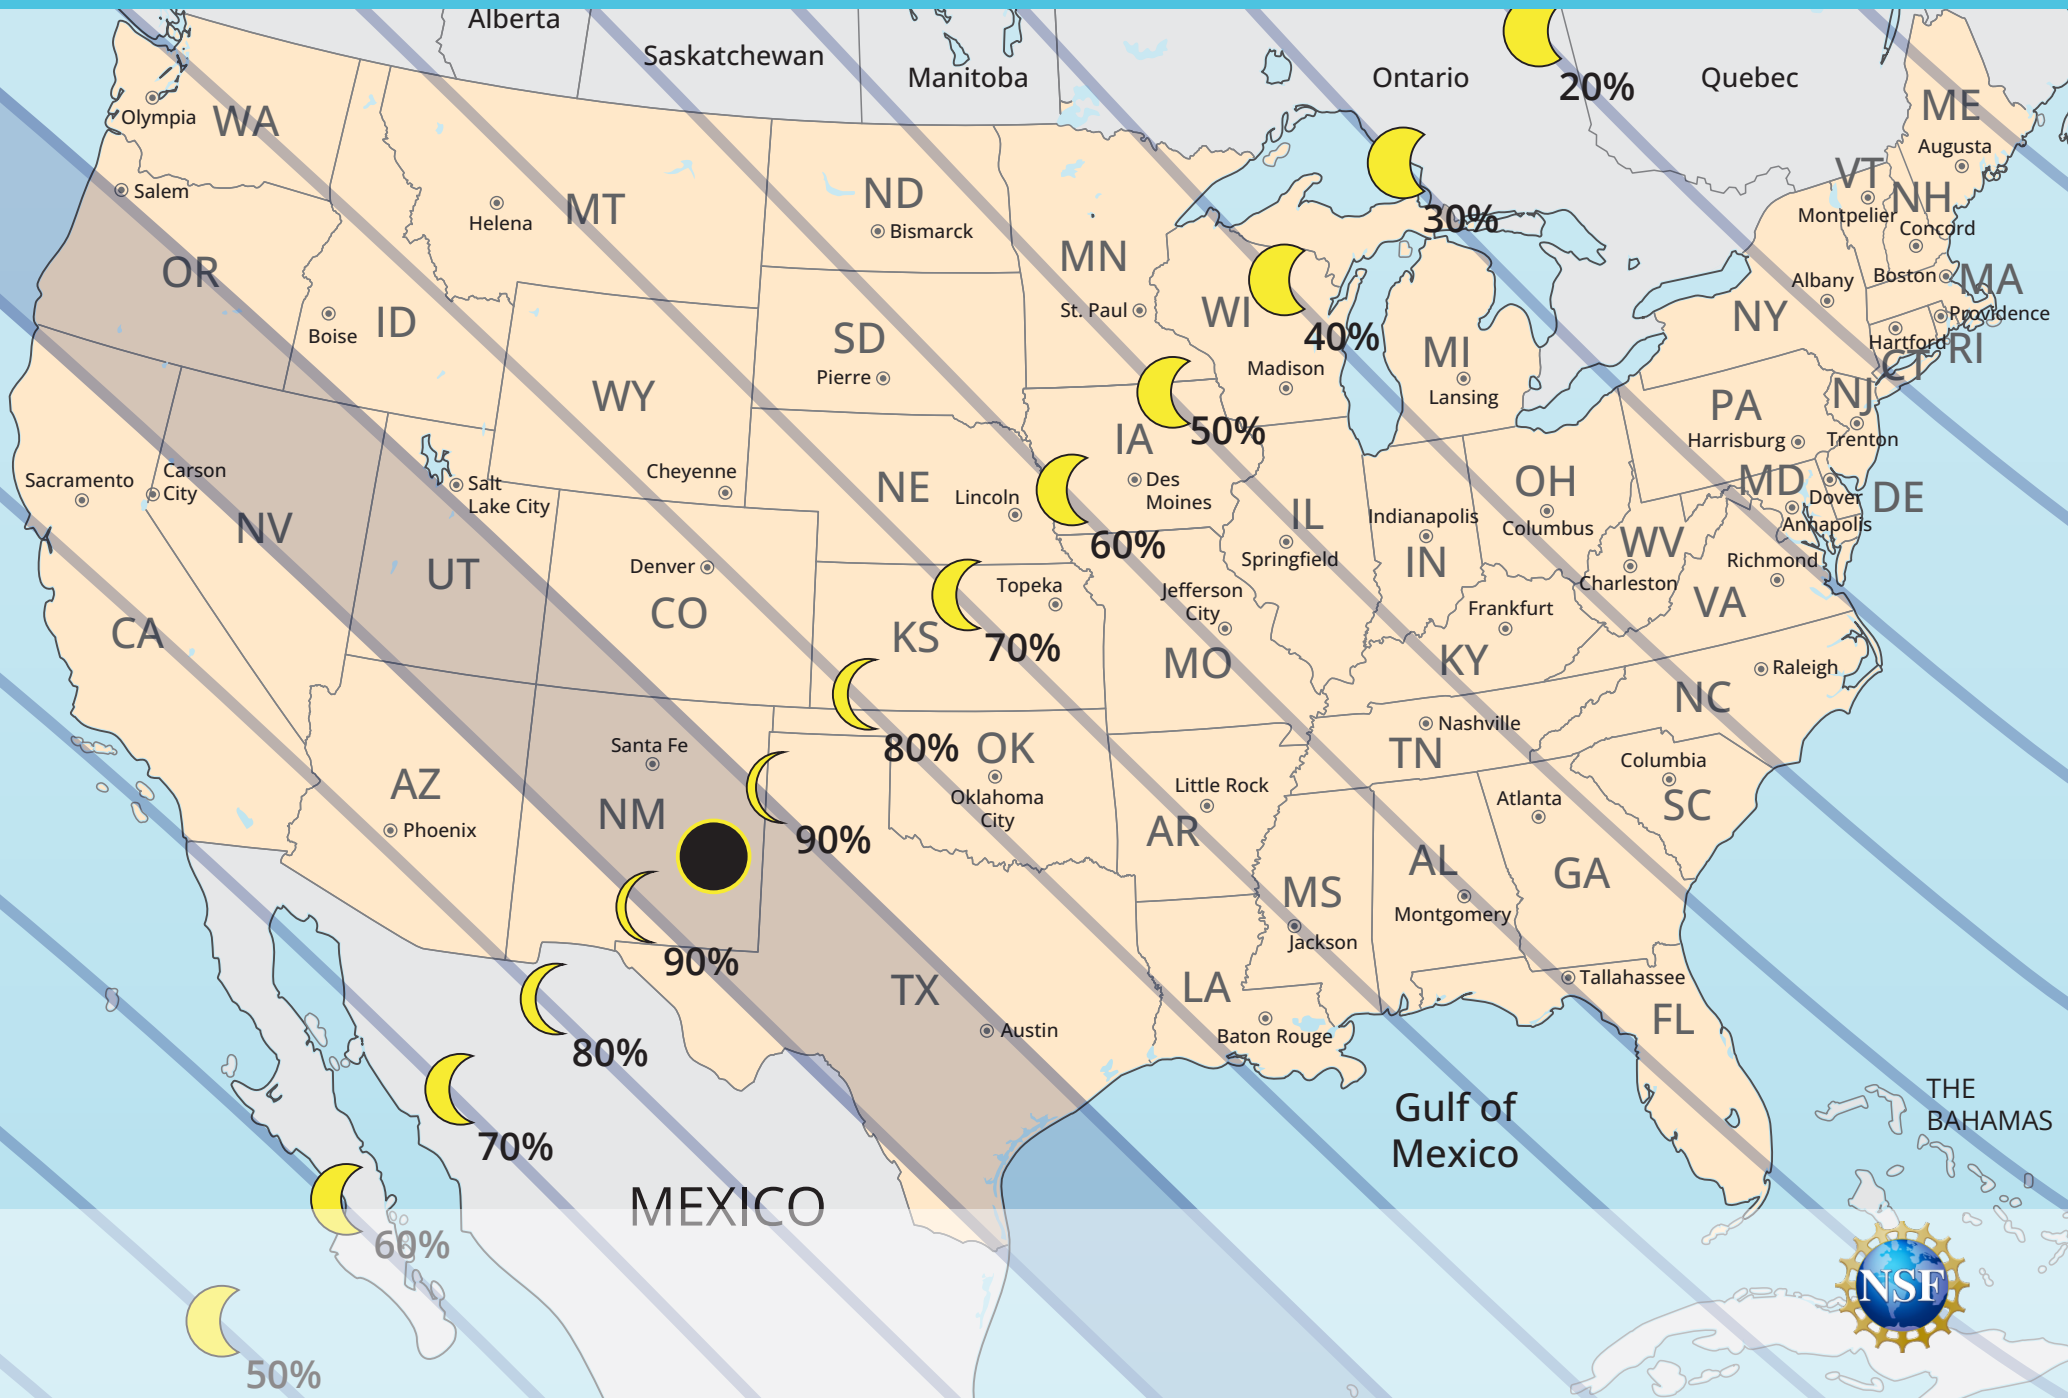 Alberta
Saskatchewan
Manitoba
Ontario
20%
Quebec
Olympia
WA
ME
Augusta
Salem
MT
Helena
ND
Bismarck
30%
VT
NH
Montpelier
Concord
OR
MN
Boston
MA
Albany
Boise
ID
St. Paul
WI
40%
NY
Providence
Hartford
RI
CT
SD
Pierre
WY
Madison
MI
Lansing
PA
NJ
Harrisburg
Trenton
50%
IA
Sacramento
Carson
City
Salt
Lake City
Cheyenne
NE
Lincoln
Des
Moines
OH
Columbus
MD
Dover
DE
Annapolis
NV
IL
Springfield
Indianapolis
IN
WV
Charleston
Richmond
VA
60%
UT
Denver
CO
Topeka
Jefferson
City
Frankfurt
CA
KS
70%
MO
KY
Raleigh
NC
Santa Fe
80%
OK
Oklahoma
City
Nashville
TN
Columbia
SC
AZ
Phoenix
NM
90%
Little Rock
AR
Atlanta
MS
Jackson
AL
Montgomery
GA
90%
TX
Austin
LA
Baton Rouge
Tallahassee
FL
80%
70%
Gulf of
Mexico
THE
BAHAMAS
MEXICO
60%
NSF
50%